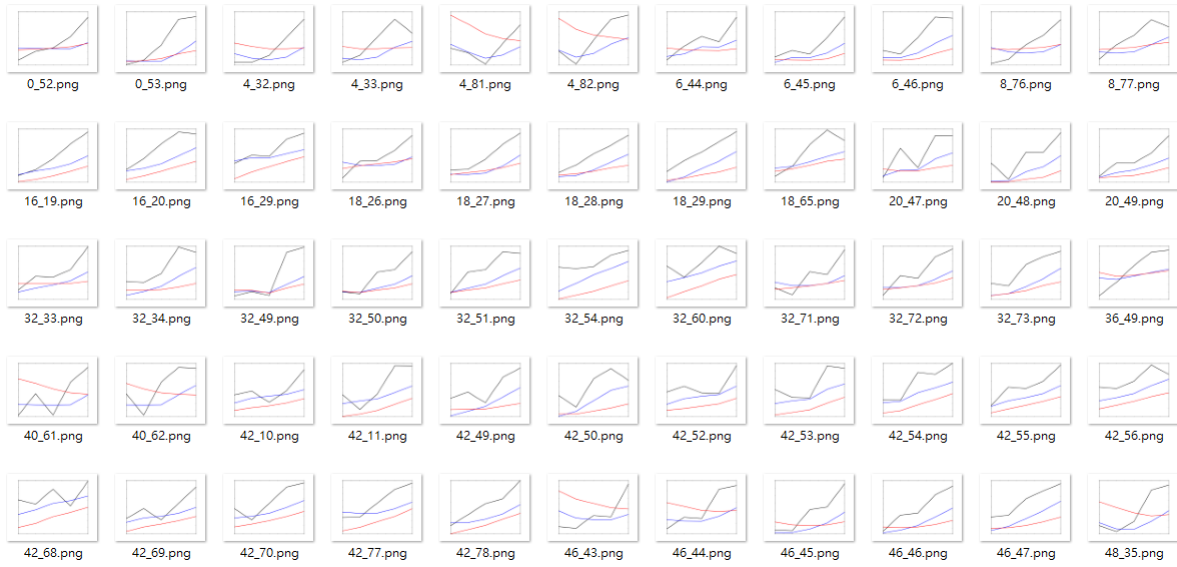 0_52.png 0_53.png 4_32.png 4_33.png 4_81.png 4_82.png 6_44.png 6_45.png 6_46.png 8_76.png 8_77.png
16_19.png 16_20.png 16_29.png 18_26.png 18_27.png 18_28.png 18_29.png 18_65.png 20_47.png 20_48.png 20_49.png
32_33.png 32_34.png 32_49.png 32_50.png 32_51.png 32_54.png 32_60.png 32_71.png 32_72.png 32_73.png 36_49.png
40_61.png 40_62.png 42_10.png 42_11.png 42_49.png 42_50.png 42_52.png 42_53.png 42_54.png 42_55.png 42_56.png
42_68.png 42_69.png 42_70.png 42_77.png 42_78.png 46_43.png 46_44.png 46_45.png 46_46.png 46_47.png 48_35.png